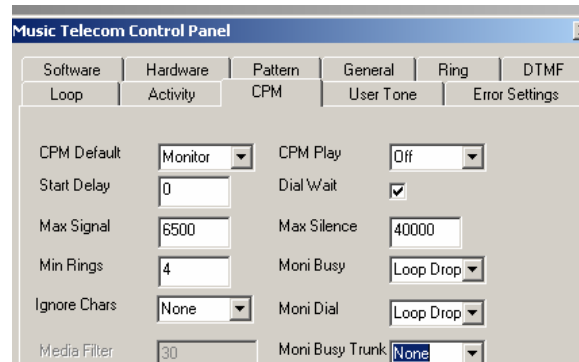 Music Telecom Control Panel
Software Hardware Pattern General Ring DTMF
Loop Activity CPM User Tone Error Settings
CPM Default Monitor CPM Play Off
Start Delay 0 Dial Wait
Max Signal 6500 Max Silence 40000
Min Rings 4 Moni Busy Loop Drop
Ignore Chars None Moni Dial Loop Drop
Media Filter 30 Moni Busy Trunk None